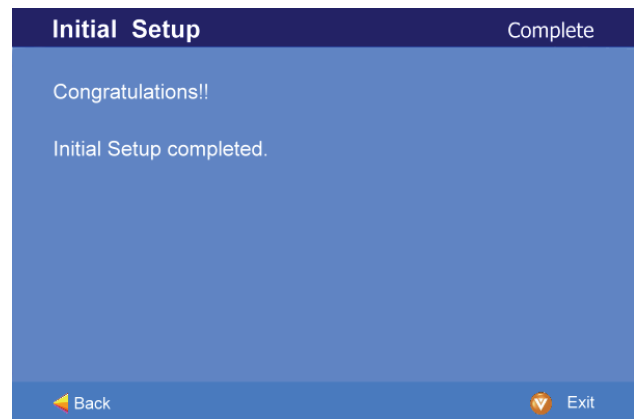 Initial Setup Complete
Congratulations!!
Initial Setup completed.
Back Exit